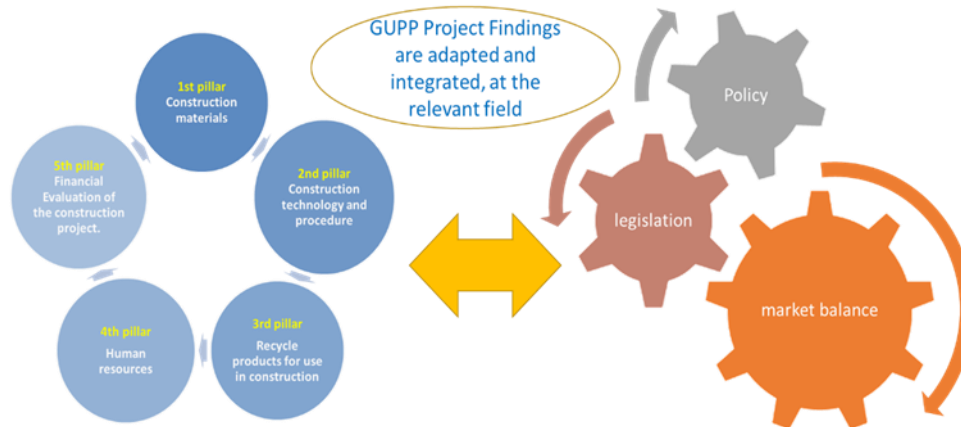 GUPP Project Findings
are adapted and
integrated, at the
relevant field
1st pillar
Construction
materials
2nd pillar
Construction
technology and
procedure
3rd pillar
Recycle
products for use
in construction
4th pillar
Human
resources
5th pillar
Financial
Evaluation of
the construction
project.
Policy
legislation
market balance